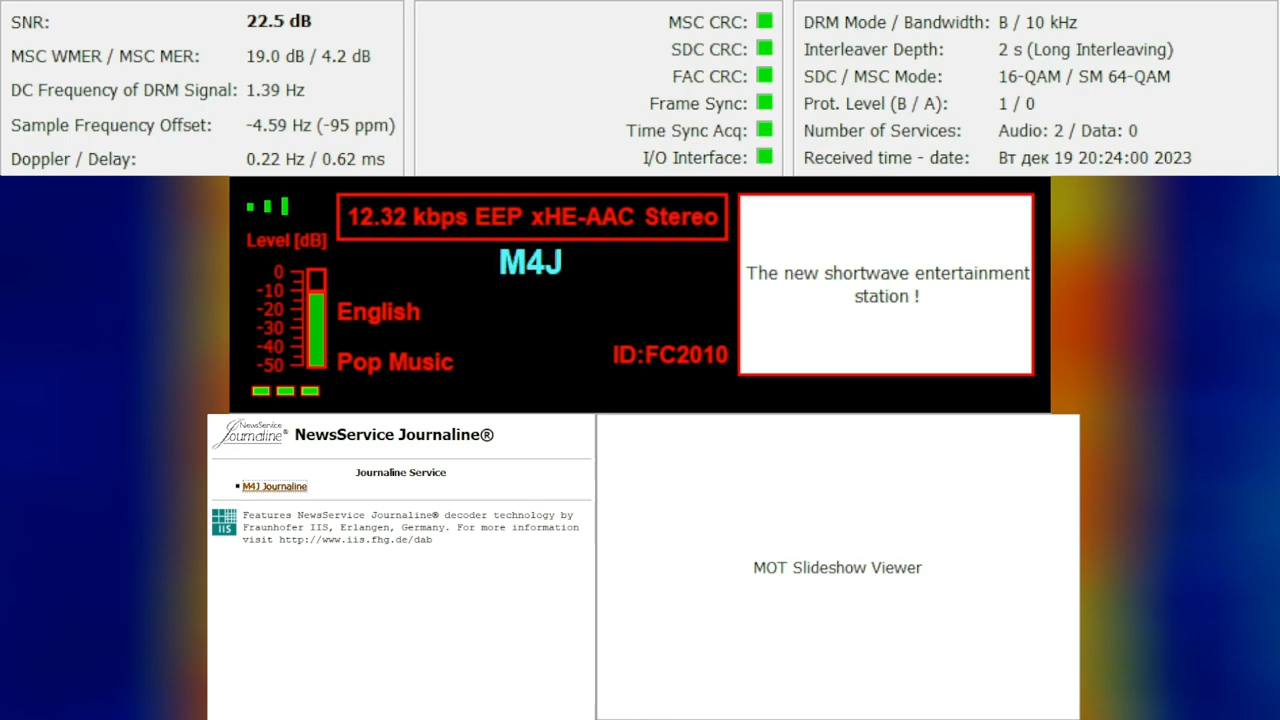 SNR: 22.5 dB
MSC WMER / MSC MER: 19.0 dB / 4.2 dB
DC Frequency of DRM Signal: 1.39 Hz
Sample Frequency Offset: -4.59 Hz (-95 ppm)
Doppler / Delay: 0.22 Hz / 0.62 ms
MSC CRC:
SDC CRC:
FAC CRC:
Frame Sync:
Time Sync Acq:
I/O Interface:
DRM Mode / Bandwidth: B / 10 kHz
Interleaver Depth: 2 s (Long Interleaving)
SDC / MSC Mode: 16-QAM / SM 64-QAM
Prot. Level (B / A): 1 / 0
Number of Services: Audio: 2 / Data: 0
Received time - date: Вт дек 19 20:24:00 2023
Level [dB]
0
-10
-20
-30
-40
-50
12.32 kbps EEP xHE-AAC Stereo
M4J
English
Pop Music
ID:FC2010
The new shortwave entertainment
station !
NewsService
Journaline®
NewsService Journaline®
Journaline Service
M4J Journaline
IIS
Features NewsService Journaline® decoder technology by
Fraunhofer IIS, Erlangen, Germany. For more information
visit http://www.iis.fhg.de/dab
MOT Slideshow Viewer